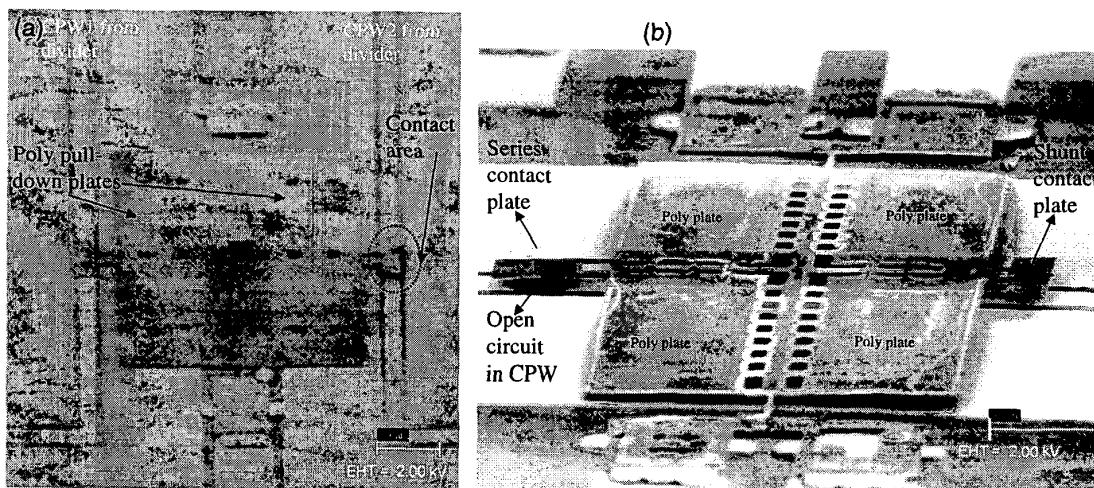 (a)
CPW1 from
divider
CPW2 from
divider
Contact
area
Poly pull-
down plates
EHT = 2.00 kV
(b)
Series
contact
plate
Shunt
contact
plate
Poly plate
Poly plate
Open
circuit
in CPW
Poly plate
Poly plate
EHT = 2.00 kV